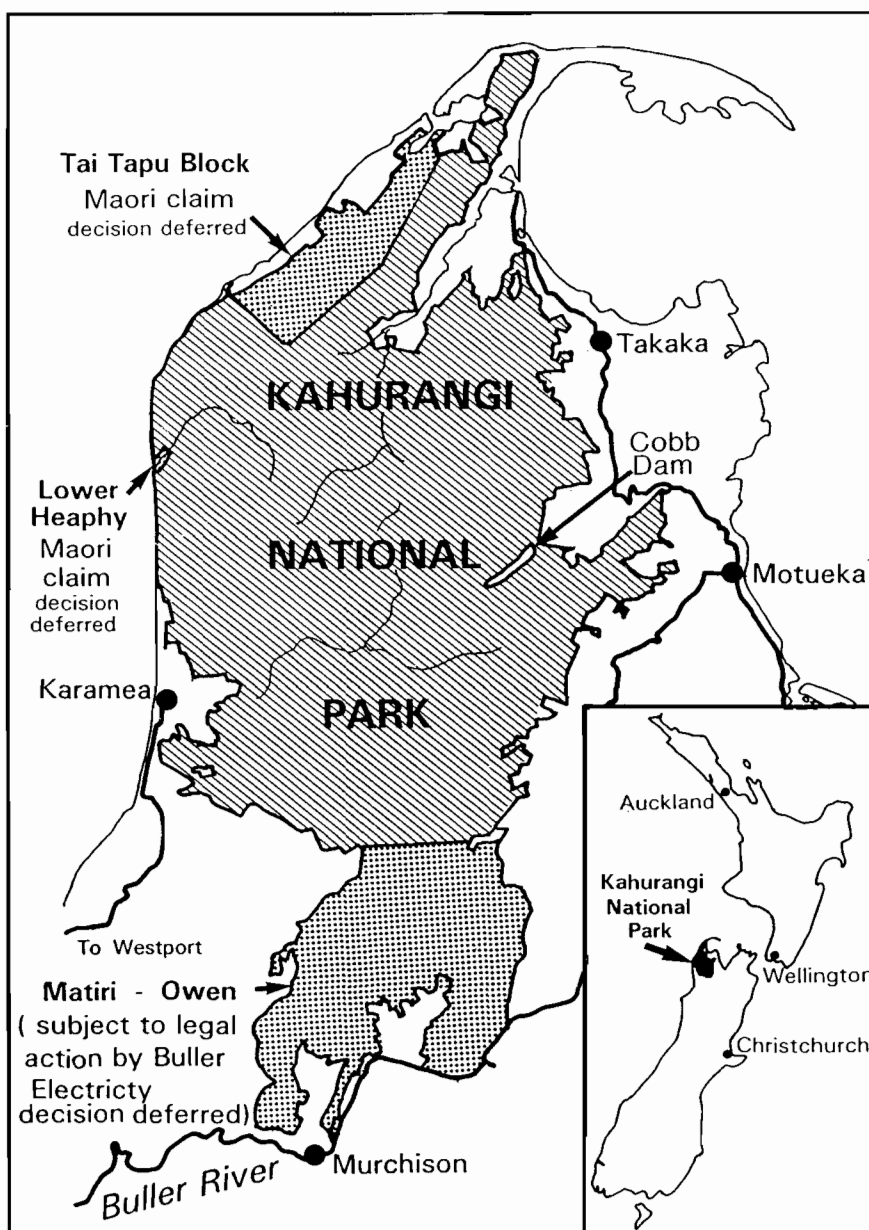 Tai Tapu Block
Maori claim
decision deferred
Takaka
KAHURANGI
Cobb
Dam
Lower
Heaphy
Maori
claim
decision
deferred
NATIONAL
Motueka
Karamea
PARK
Auckland
Kahurangi
National
Park
To Westport
Wellington
Matiri - Owen
( subject to legal
action by Buller
Electricty
decision deferred)
Christchurch
Buller River
Murchison